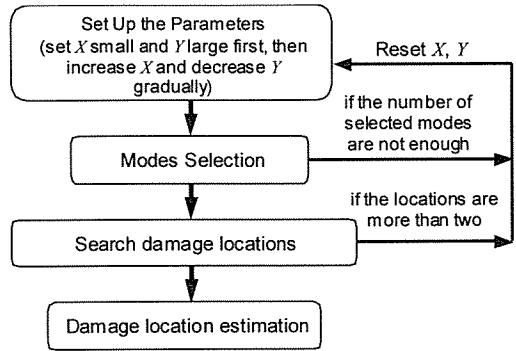 Set Up the Parameters
(set X small and Y large first, then
increase X and decrease Y
gradually)
Reset X, Y
if the number of
selected modes
are not enough
Modes Selection
if the locations are
more than two
Search damage locations
Damage location estimation